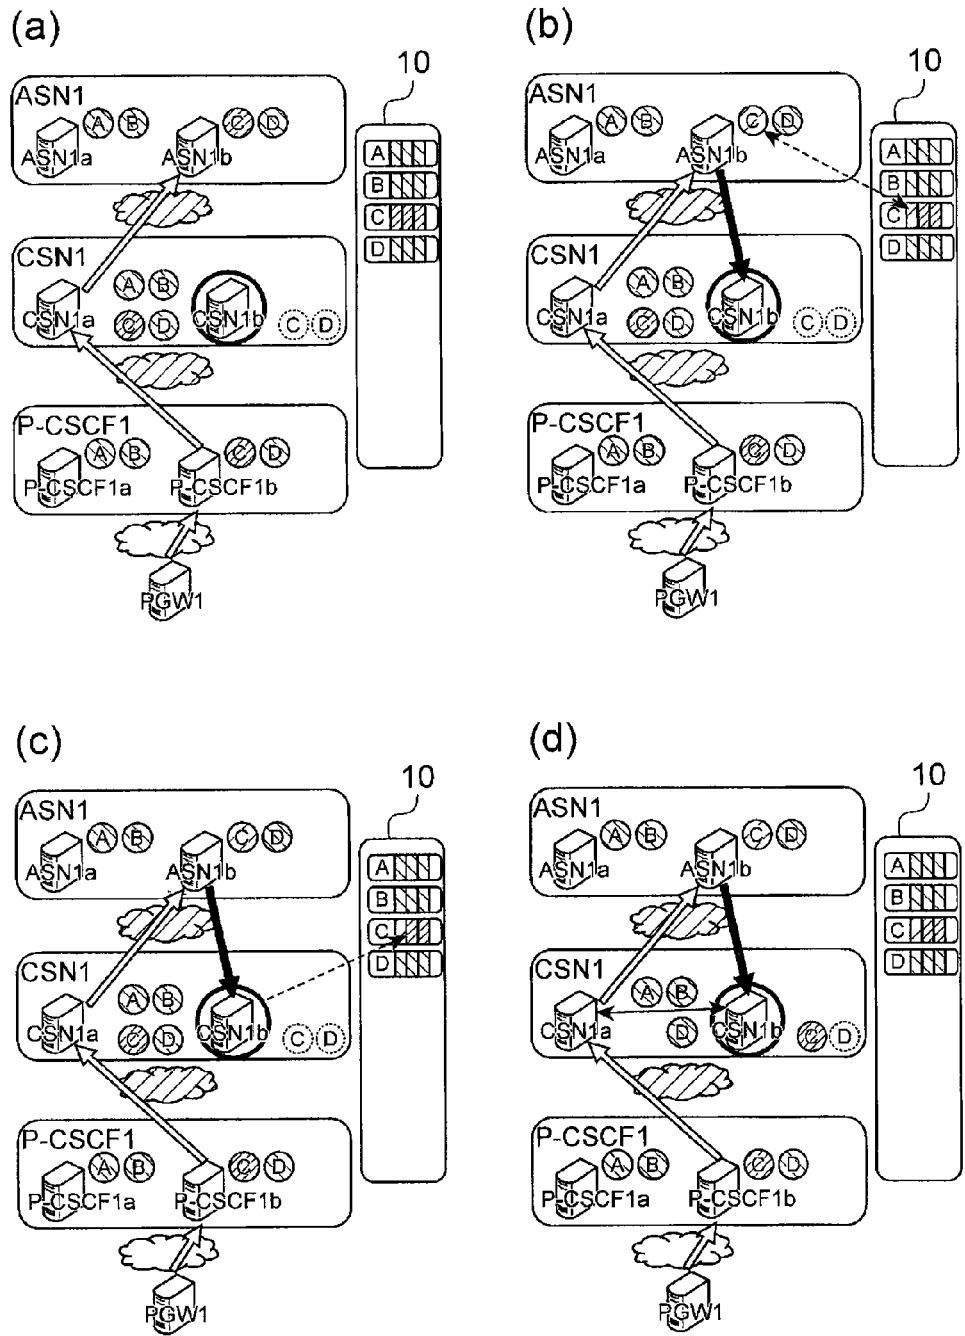 (a)
10
ASN1
A B C D
ASN1a ASN1b
A
B
C
D
CSN1
A B
CSN1a CSN1b
C D C D
P-CSCF1
A B C D
P-CSCF1a P-CSCF1b
PGW1
(b)
10
ASN1
A B C D
ASN1a ASN1b
A
B
C
D
CSN1
A B
CSN1a CSN1b
C D C D
P-CSCF1
A B C D
P-CSCF1a P-CSCF1b
PGW1
(c)
10
ASN1
A B C D
ASN1a ASN1b
A
B
C
D
CSN1
A B
CSN1a CSN1b
C D C D
P-CSCF1
A B C D
P-CSCF1a P-CSCF1b
PGW1
(d)
10
ASN1
A B C D
ASN1a ASN1b
A
B
C
D
CSN1
A B
CSN1a CSN1b
D C D
P-CSCF1
A B C D
P-CSCF1a P-CSCF1b
PGW1